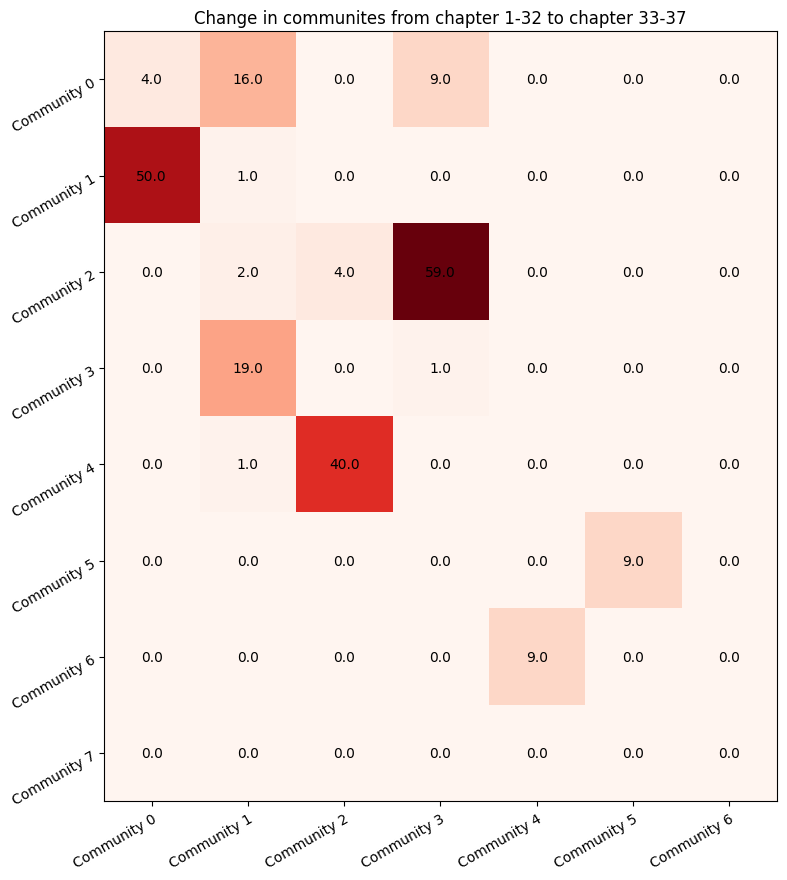 Change in communites from chapter 1-32 to chapter 33-37
Community 0 4.0 16.0 0.0 9.0 0.0 0.0 0.0
Community 1 50.0 1.0 0.0 0.0 0.0 0.0 0.0
Community 2 0.0 2.0 4.0 59.0 0.0 0.0 0.0
Community 3 0.0 19.0 0.0 1.0 0.0 0.0 0.0
Community 4 0.0 1.0 40.0 0.0 0.0 0.0 0.0
Community 5 0.0 0.0 0.0 0.0 0.0 9.0 0.0
Community 6 0.0 0.0 0.0 0.0 9.0 0.0 0.0
Community 7 0.0 0.0 0.0 0.0 0.0 0.0 0.0
Community 0 Community 1 Community 2 Community 3 Community 4 Community 5 Community 6